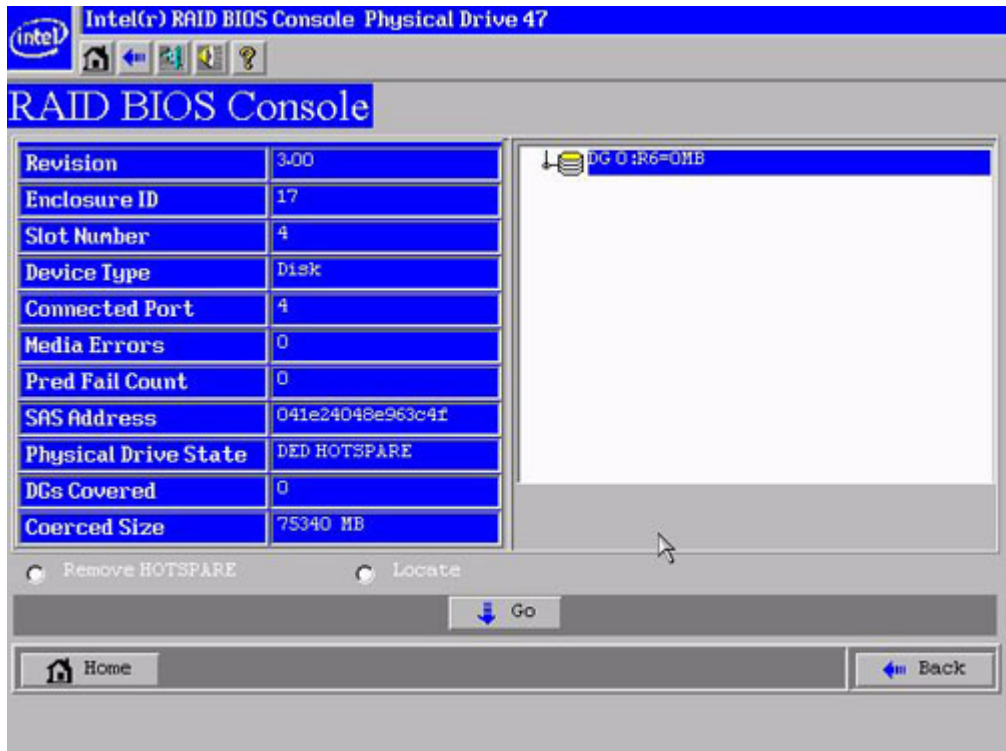 intel
Intel(r) RAID BIOS Console Physical Drive 47
RAID BIOS Console
Revision 3.00
Enclosure ID 17
Slot Number 4
Device Type Disk
Connected Port 4
Media Errors 0
Pred Fail Count 0
SAS Address 041e24048e963c4f
Physical Drive State DED HOTSPARE
DGs Covered 0
Coerced Size 75340 MB
DG 0 :R6=0MB
Remove HOTSPARE Locate
Go
Home Back